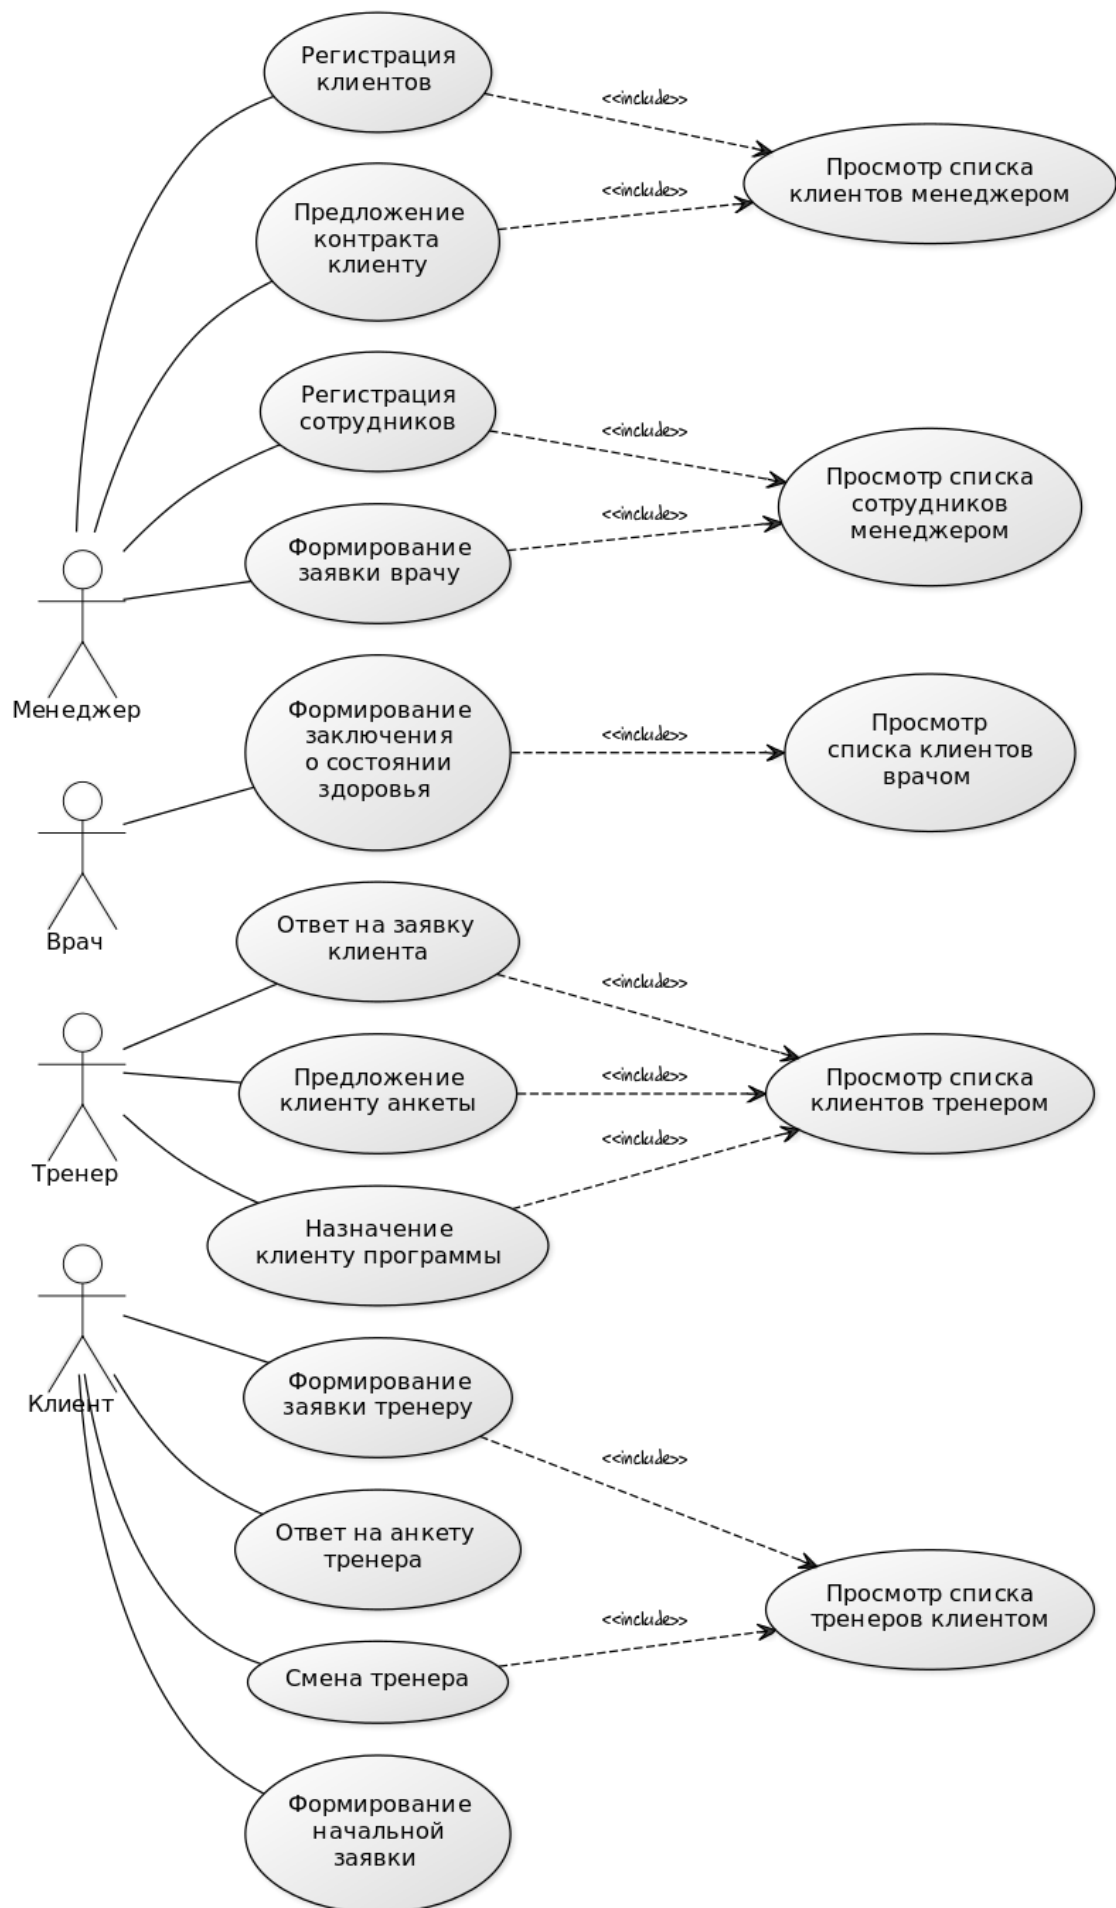 Регистрация
клиентов
<<include>>
Просмотр списка
клиентов менеджером
Предложение
контракта
клиенту
<<include>>
Регистрация
сотрудников
<<include>>
Просмотр списка
сотрудников
менеджером
Формирование
заявки врачу
<<include>>
Менеджер
Формирование
заключения
о состоянии
здоровья
<<include>>
Просмотр
списка клиентов
врачом
Врач
Ответ на заявку
клиента
<<include>>
Предложение
клиенту анкеты
<<include>>
Просмотр списка
клиентов тренером
<<include>>
Тренер
Назначение
клиенту программы
Клиент
Формирование
заявки тренеру
<<include>>
Ответ на анкету
тренера
Просмотр списка
тренеров клиентом
<<include>>
Смена тренера
Формирование
начальной
заявки